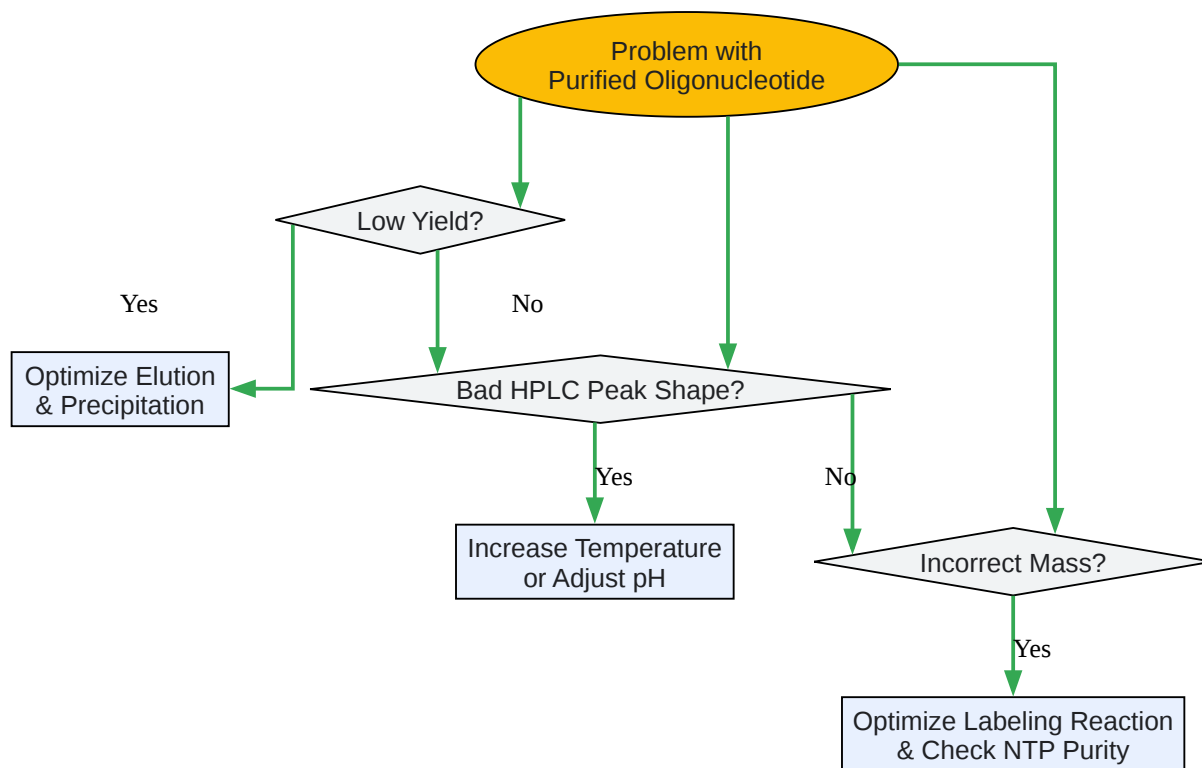 Problem with
Purified Oligonucleotide
Low Yield?
Yes
No
Optimize Elution
& Precipitation
Bad HPLC Peak Shape?
Yes
No
Increase Temperature
or Adjust pH
Incorrect Mass?
Yes
Optimize Labeling Reaction
& Check NTP Purity